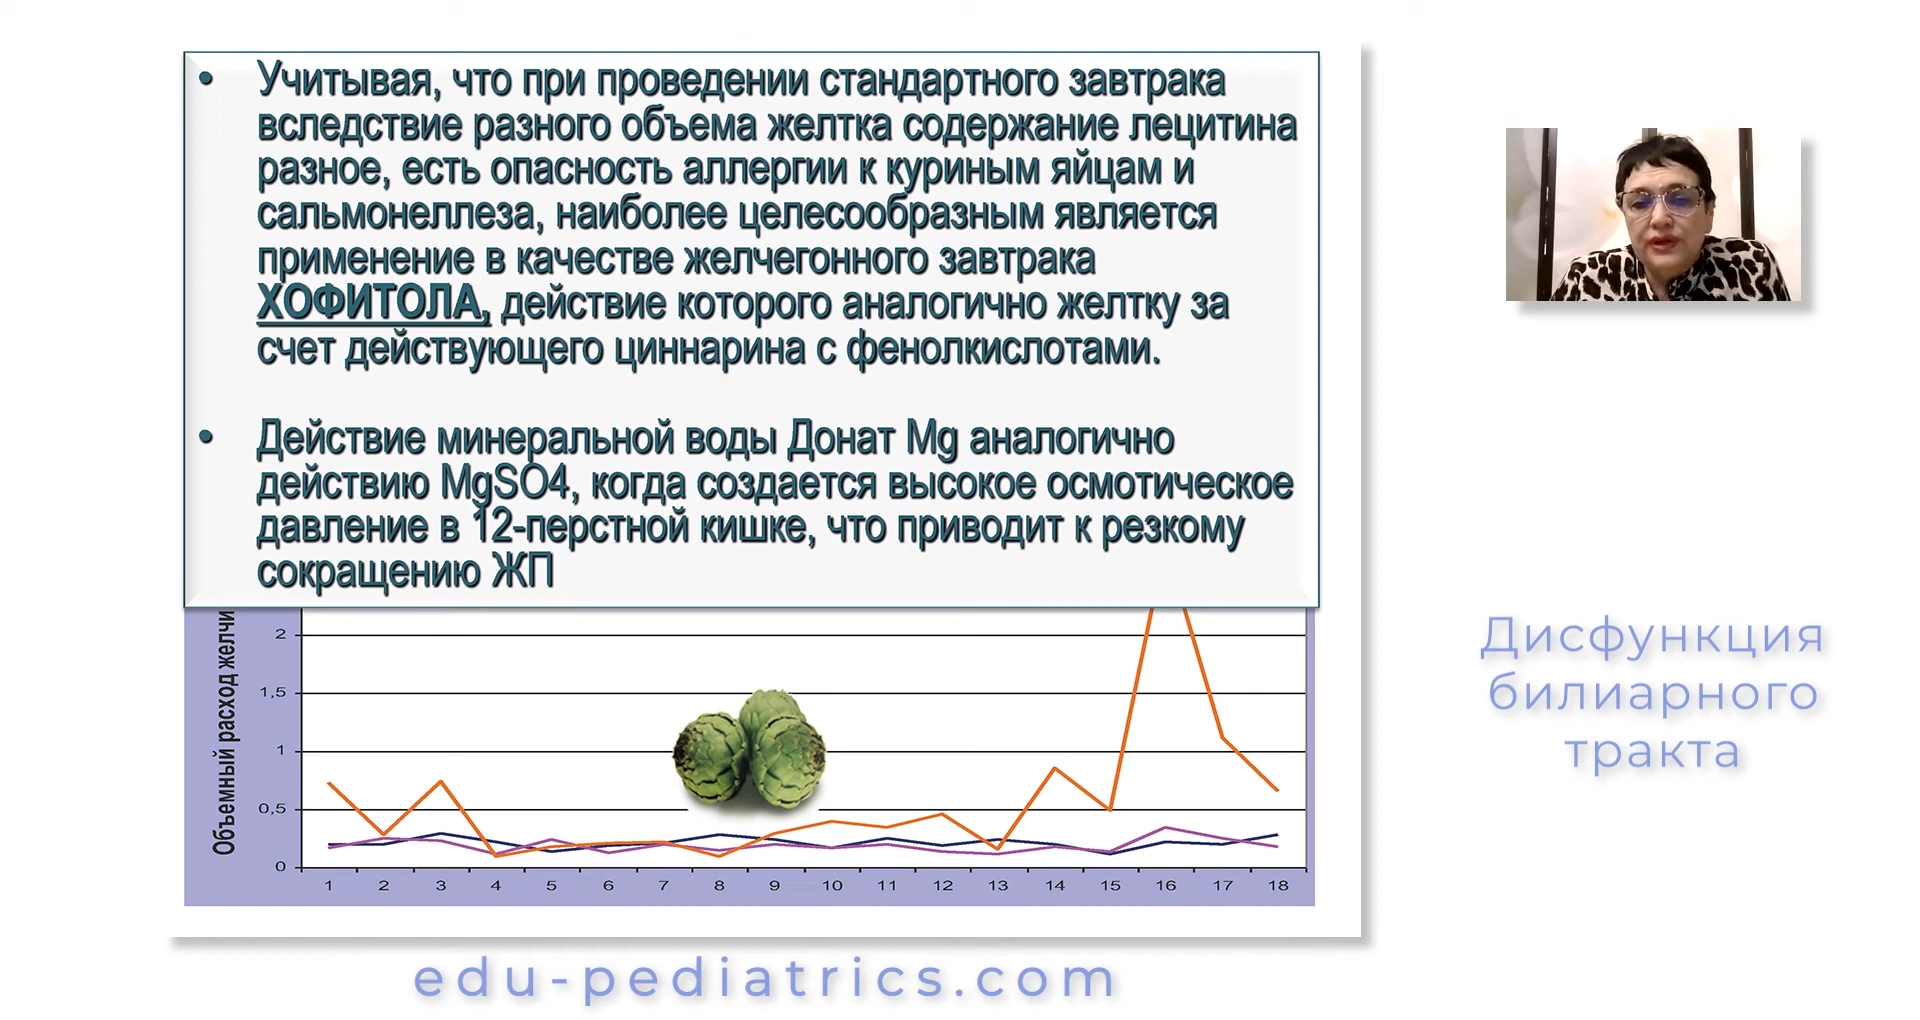 • Учитывая, что при проведении стандартного завтрака
вследствие разного объема желтка содержание лецитина
разное, есть опасность аллергии к куриным яйцам и
сальмонеллеза, наиболее целесообразным является
применение в качестве желчегонного завтрака
ХОФИТОЛА, действие которого аналогично желтку за
счет действующего циннарина с фенолкислотами.
• Действие минеральной воды Донат Mg аналогично
действию MgSO4, когда создается высокое осмотическое
давление в 12-перстной кишке, что приводит к резкому
сокращению ЖП
Объемный расход желчи
2
1,5
1
0,5
0
1 2 3 4 5 6 7 8 9 10 11 12 13 14 15 16 17 18
Дисфункция
билиарного
тракта
edu-pediatrics.com